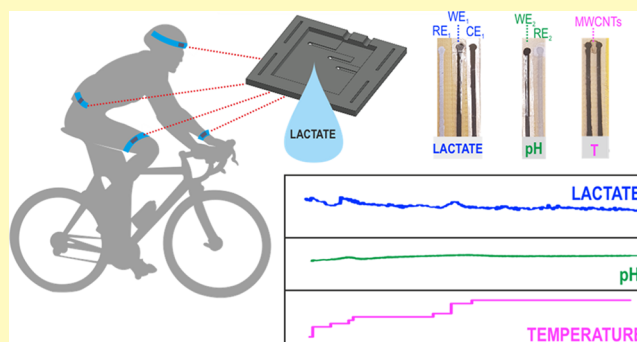 WE1
RE1 CE1
WE2
RE2
MWCNTs
LACTATE
LACTATE
pH
T
LACTATE
pH
TEMPERATURE